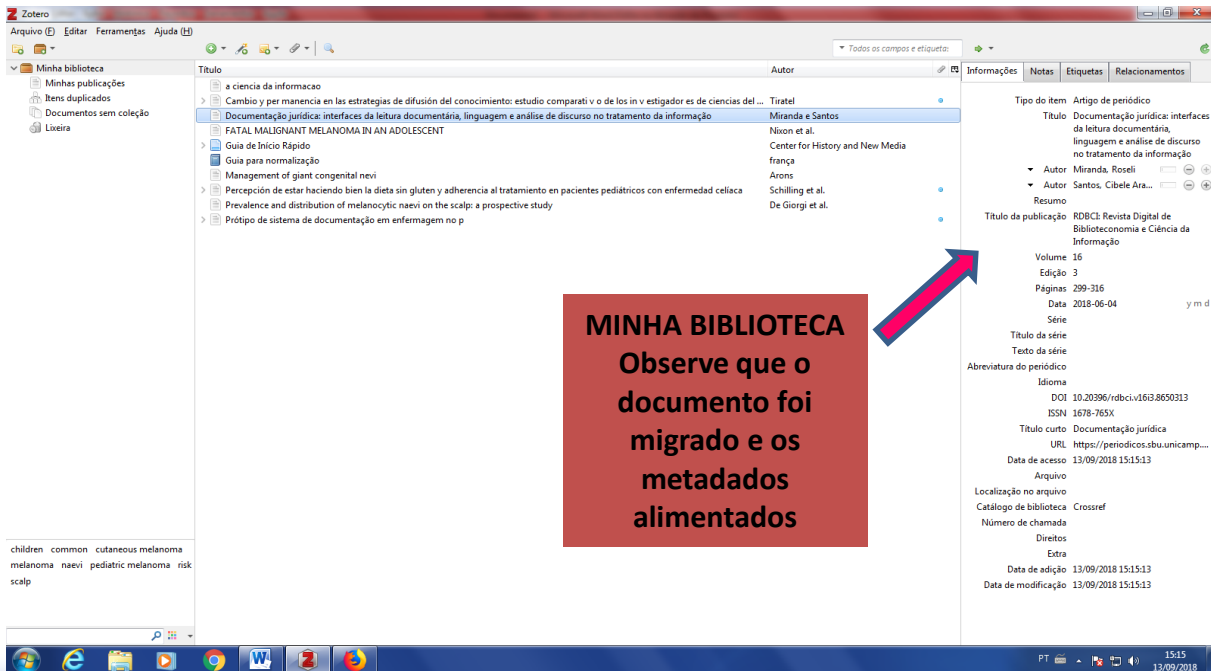 Zotero
Arquivo (F) Editar Ferramentas Ajuda (H)
Todos os campos e etiqueta:
Minha biblioteca
Minhas publicações
Itens duplicados
Documentos sem coleção
Lixeira
Título Autor
a ciencia da informacao
Cambio y per manencia en las estrategias de difusión del conocimiento: estudio comparati v o de los in v estigador es de ciencias del ... Tiratel
Documentação jurídica: interfaces da leitura documentária, linguagem e análise de discurso no tratamento da informação Miranda e Santos
FATAL MALIGNANT MELANOMA IN AN ADOLESCENT Nixon et al.
Guia de Início Rápido Center for History and New Media
Guia para normalização frança
Management of giant congenital nevi Arons
Percepción de estar haciendo bien la dieta sin gluten y adherencia al tratamiento en pacientes pediátricos con enfermedad celíaca Schilling et al.
Prevalence and distribution of melanocytic naevi on the scalp: a prospective study De Giorgi et al.
Prótipo de sistema de documentação em enfermagem no p
MINHA BIBLIOTECA
Observe que o
documento foi
migrado e os
metadados
alimentados
Informações Notas Etiquetas Relacionamentos
Tipo do item Artigo de periódico
Título Documentação jurídica: interfaces
da leitura documentária,
linguagem e análise de discurso
no tratamento da informação
Autor Miranda, Roseli
Autor Santos, Cibele Ara...
Resumo
Título da publicação RDBCI: Revista Digital de
Biblioteconomia e Ciência da
Informação
Volume 16
Edição 3
Páginas 299-316
Data 2018-06-04 y m d
Série
Título da série
Texto da série
Abreviatura do periódico
Idioma
DOI 10.20396/rdbci.v16i3.8650313
ISSN 1678-765X
Título curto Documentação jurídica
URL https://periodicos.sbu.unicamp....
Data de acesso 13/09/2018 15:15:13
Arquivo
Localização no arquivo
Catálogo de biblioteca Crossref
Número de chamada
Direitos
Extra
Data de adição 13/09/2018 15:15:13
Data de modificação 13/09/2018 15:15:13
children common cutaneous melanoma
melanoma naevi pediatric melanoma risk
scalp
PT 15:15
13/09/2018